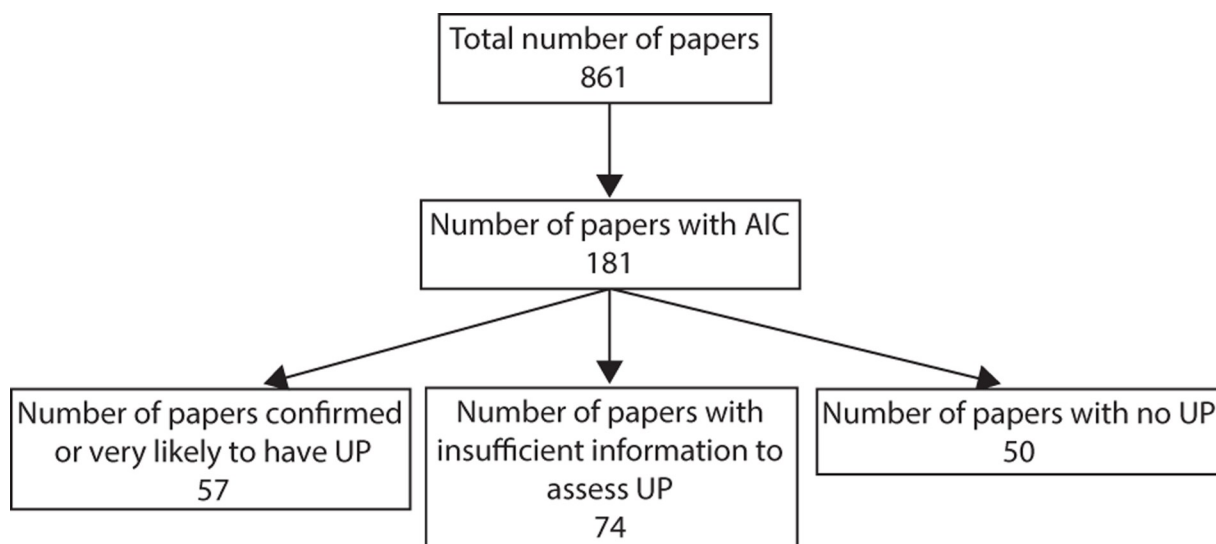 Total number of papers
861
Number of papers with AIC
181
Number of papers confirmed
or very likely to have UP
57
Number of papers with
insufficient information to
assess UP
74
Number of papers with no UP
50